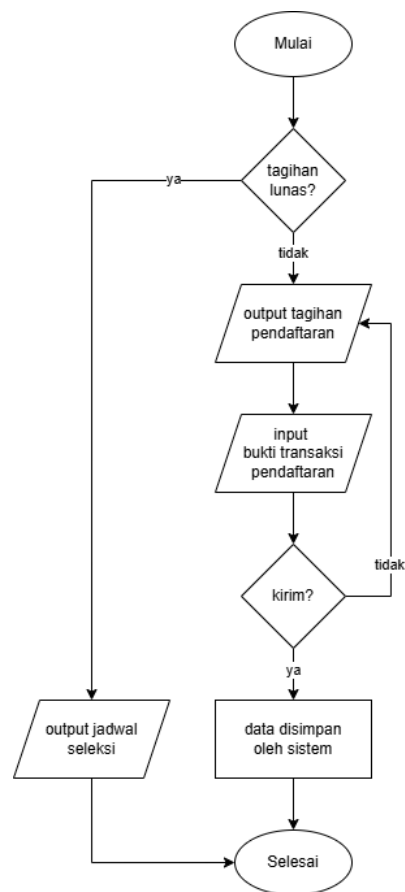 Mulai
tagihan
lunas?
ya
tidak
output tagihan
pendaftaran
input
bukti transaksi
pendaftaran
kirim?
tidak
ya
output jadwal
seleksi
data disimpan
oleh sistem
Selesai